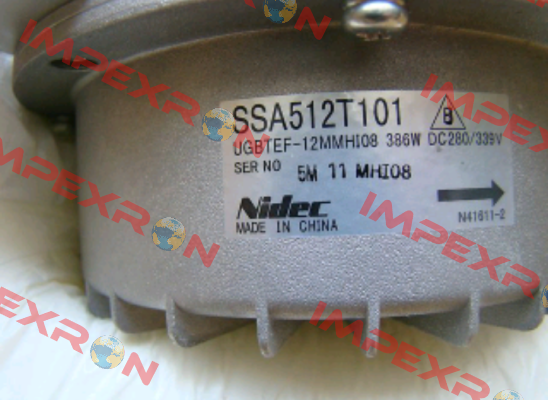 SSA512T101 B
UGBTEF-12MMHI08 386W DC280/339V
SER NO 5M 11 MHI08
Nidec
MADE IN CHINA
N41611-2
IMPEXRON
IMPEXRON
IMPEXRON
IMPEXRON
IMPEXRON